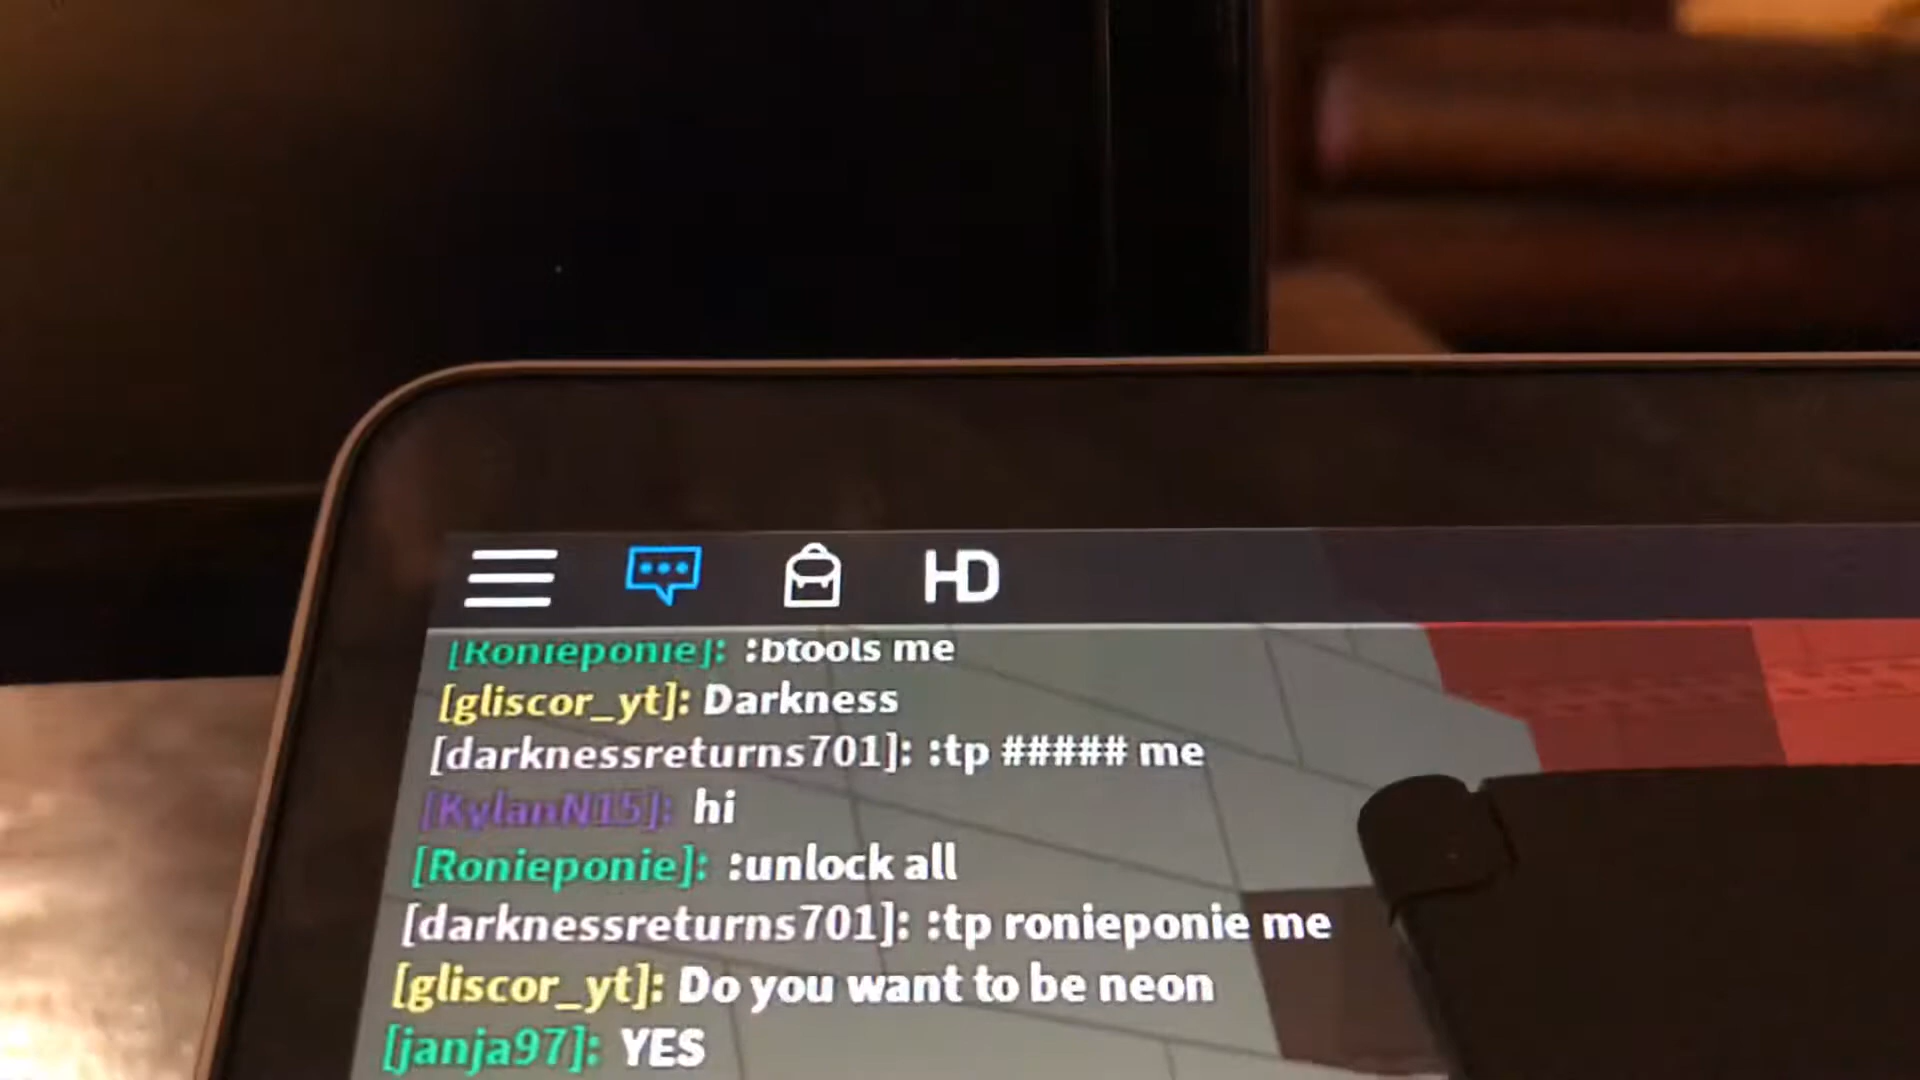 HD
[Ronieponie]: :btools me
[gliscor_yt]: Darkness
[darknessreturns701]: :tp ##### me
[KylanN15]: hi
[Ronieponie]: :unlock all
[darknessreturns701]: :tp ronieponie me
[gliscor_yt]: Do you want to be neon
[janja97]: YES